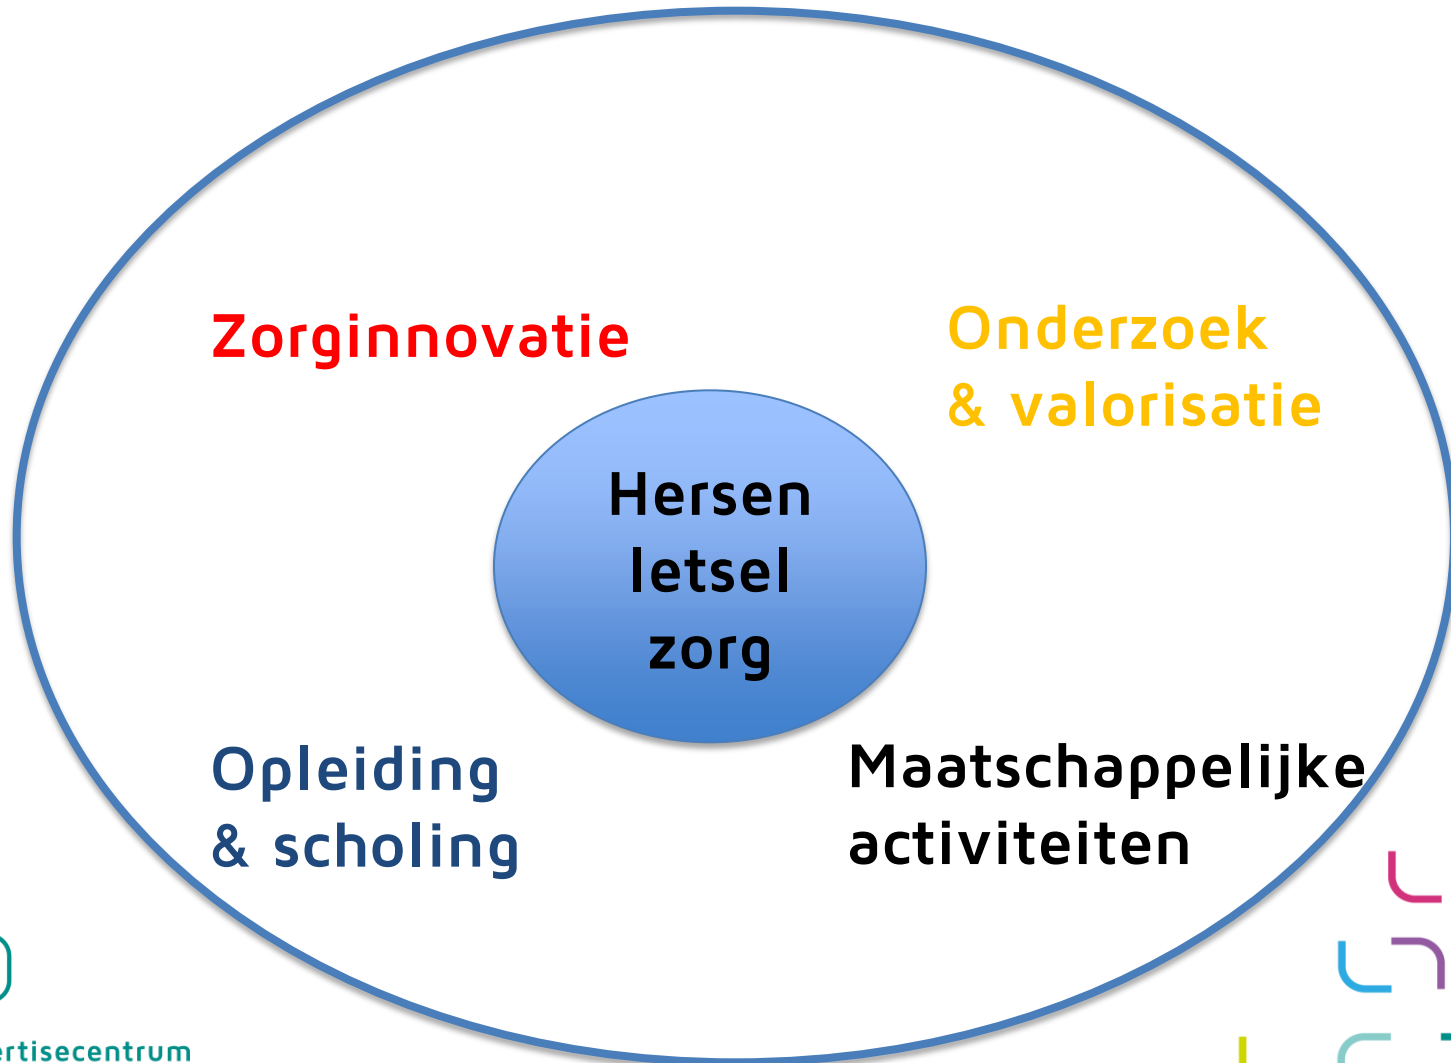 Zorginnovatie
Onderzoek
& valorisatie
Hersen
letsel
zorg
Opleiding
& scholing
Maatschappelijke
activiteiten
ertisecentrum